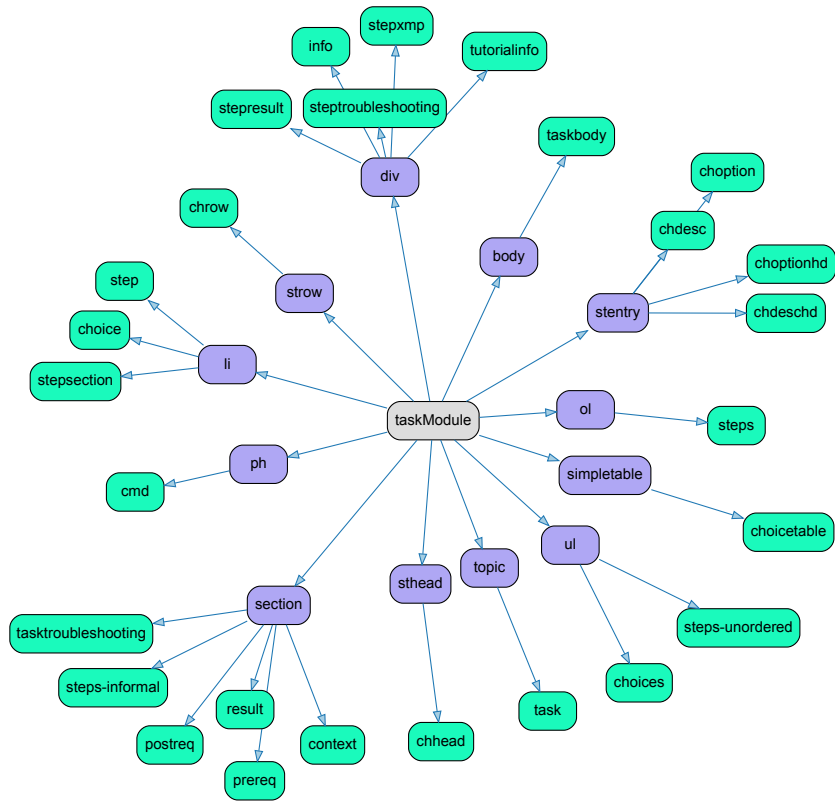 stepxmp
info
tutorialinfo
stepresult
steptroubleshooting
taskbody
div
choption
chrow
chdesc
body
choptionhd
step
strow
stentry
chdeschd
choice
li
stepsection
ol
taskModule
steps
ph
simpletable
cmd
choicetable
ul
topic
sthead
section
tasktroubleshooting
steps-unordered
steps-informal
choices
result
task
postreq
context
chhead
prereq